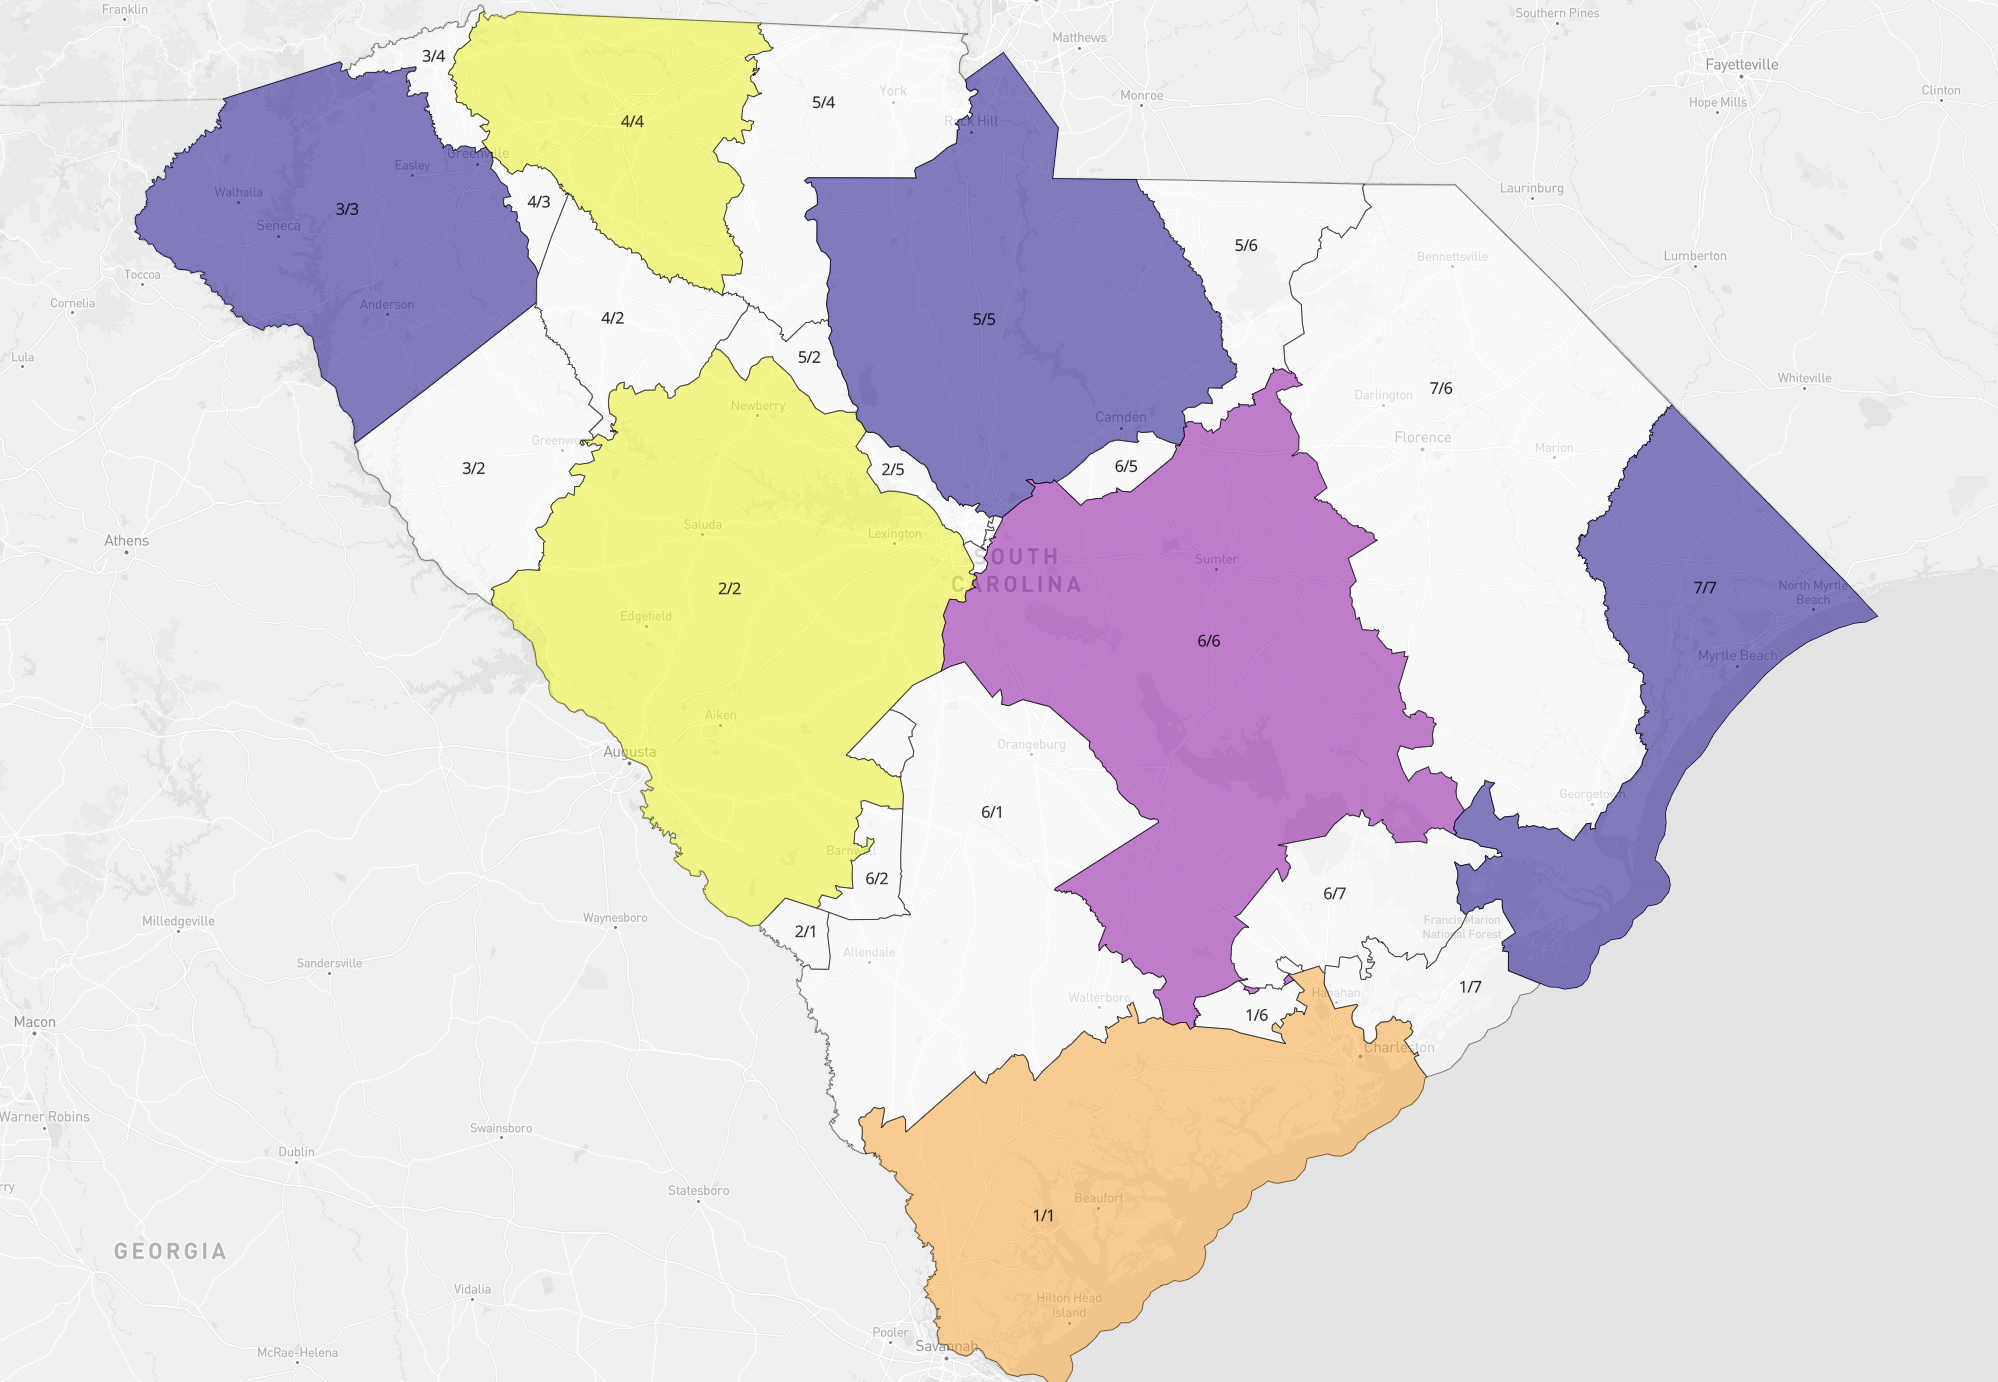 Franklin
Southern Pines
Matthews
Fayetteville
3/4
York
Monroe
Clinton
5/4
Hope Mills
4/4
Rock Hill
Greenville
Easley
Walhalla
4/3
Laurinburg
3/3
Seneca
5/6
Bennettsville
Lumberton
Toccoa
Cornelia
Anderson
4/2
5/5
Lula
5/2
7/6
Whiteville
Darlington
Newberry
Camden
Greenwo
Florence
Marion
3/2
2/5
6/5
Saluda
Lexington
Athens
SOUTH
CAROLINA
Sumter
2/2
7/7
North Myrtle
Beach
Edgefield
6/6
Myrtle Beach
Aiken
Augusta
Orangeburg
Georgetown
6/1
Barnwell
6/2
6/7
Milledgeville
Waynesboro
2/1
Francis Marion
National Forest
Allendale
Sandersville
1/7
Walterboro
Hanahan
1/6
Macon
Charleston
Warner Robins
Swainsboro
Dublin
rry
Statesboro
Beaufort
1/1
GEORGIA
Vidalia
Hilton Head
Island
Pooler
Savannah
McRae-Helena